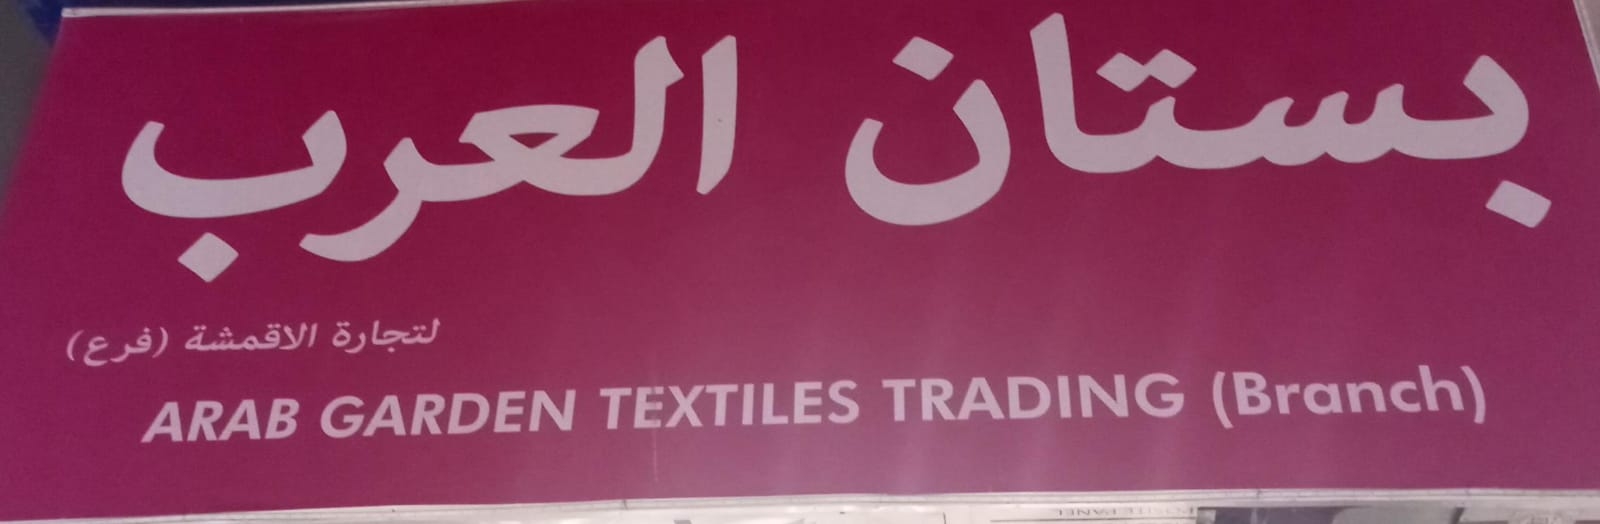 بستان العرب
لتجارة الاقمشة (فرع)
ARAB GARDEN TEXTILES TRADING (Branch)